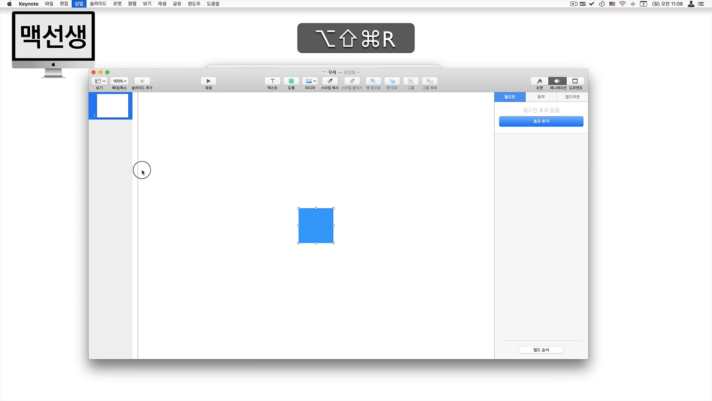 Keynote 파일 편집 삽입 슬라이드 포맷 정렬 보기 재생 공유 윈도우 도움말
(일) 오전 11:08
맥선생
⌥⇧⌘R
무제 — 편집됨
100%
보기 확대/축소 슬라이드 추가 재생 텍스트 도형 미디어 스타일 복사 스타일 붙이기 맨 앞으로 맨 뒤로 그룹 그룹 해제 포맷 애니메이션 도큐멘트
빌드인 동작 빌드아웃
빌드인 효과 없음
효과 추가
1
빌드 순서